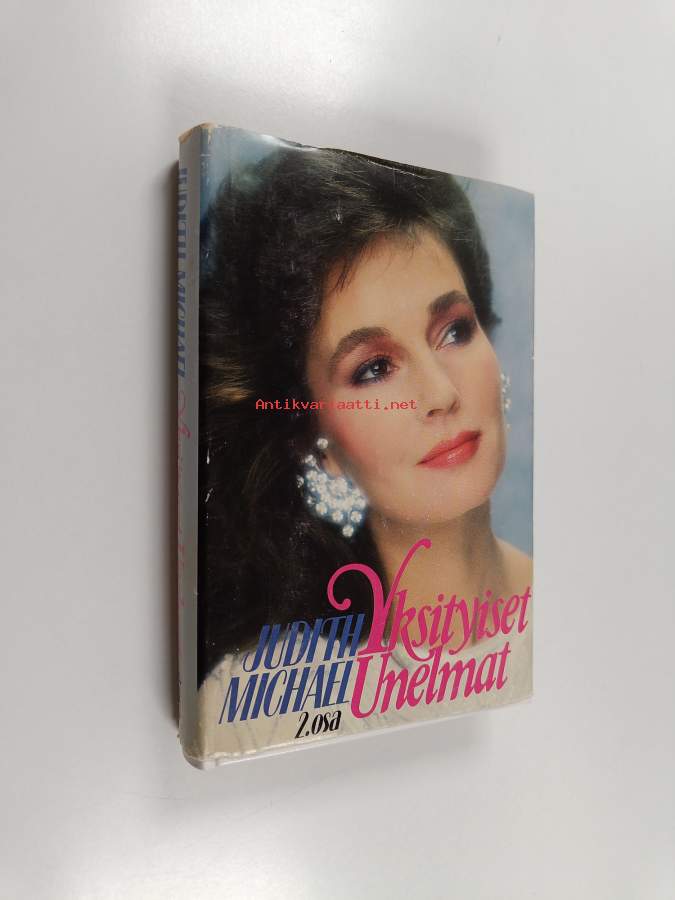 JUDITH MICHAEL
Antikvariaatti.net
JUDITH
MICHAEL
Yksityiset
Unelmat
2.osa